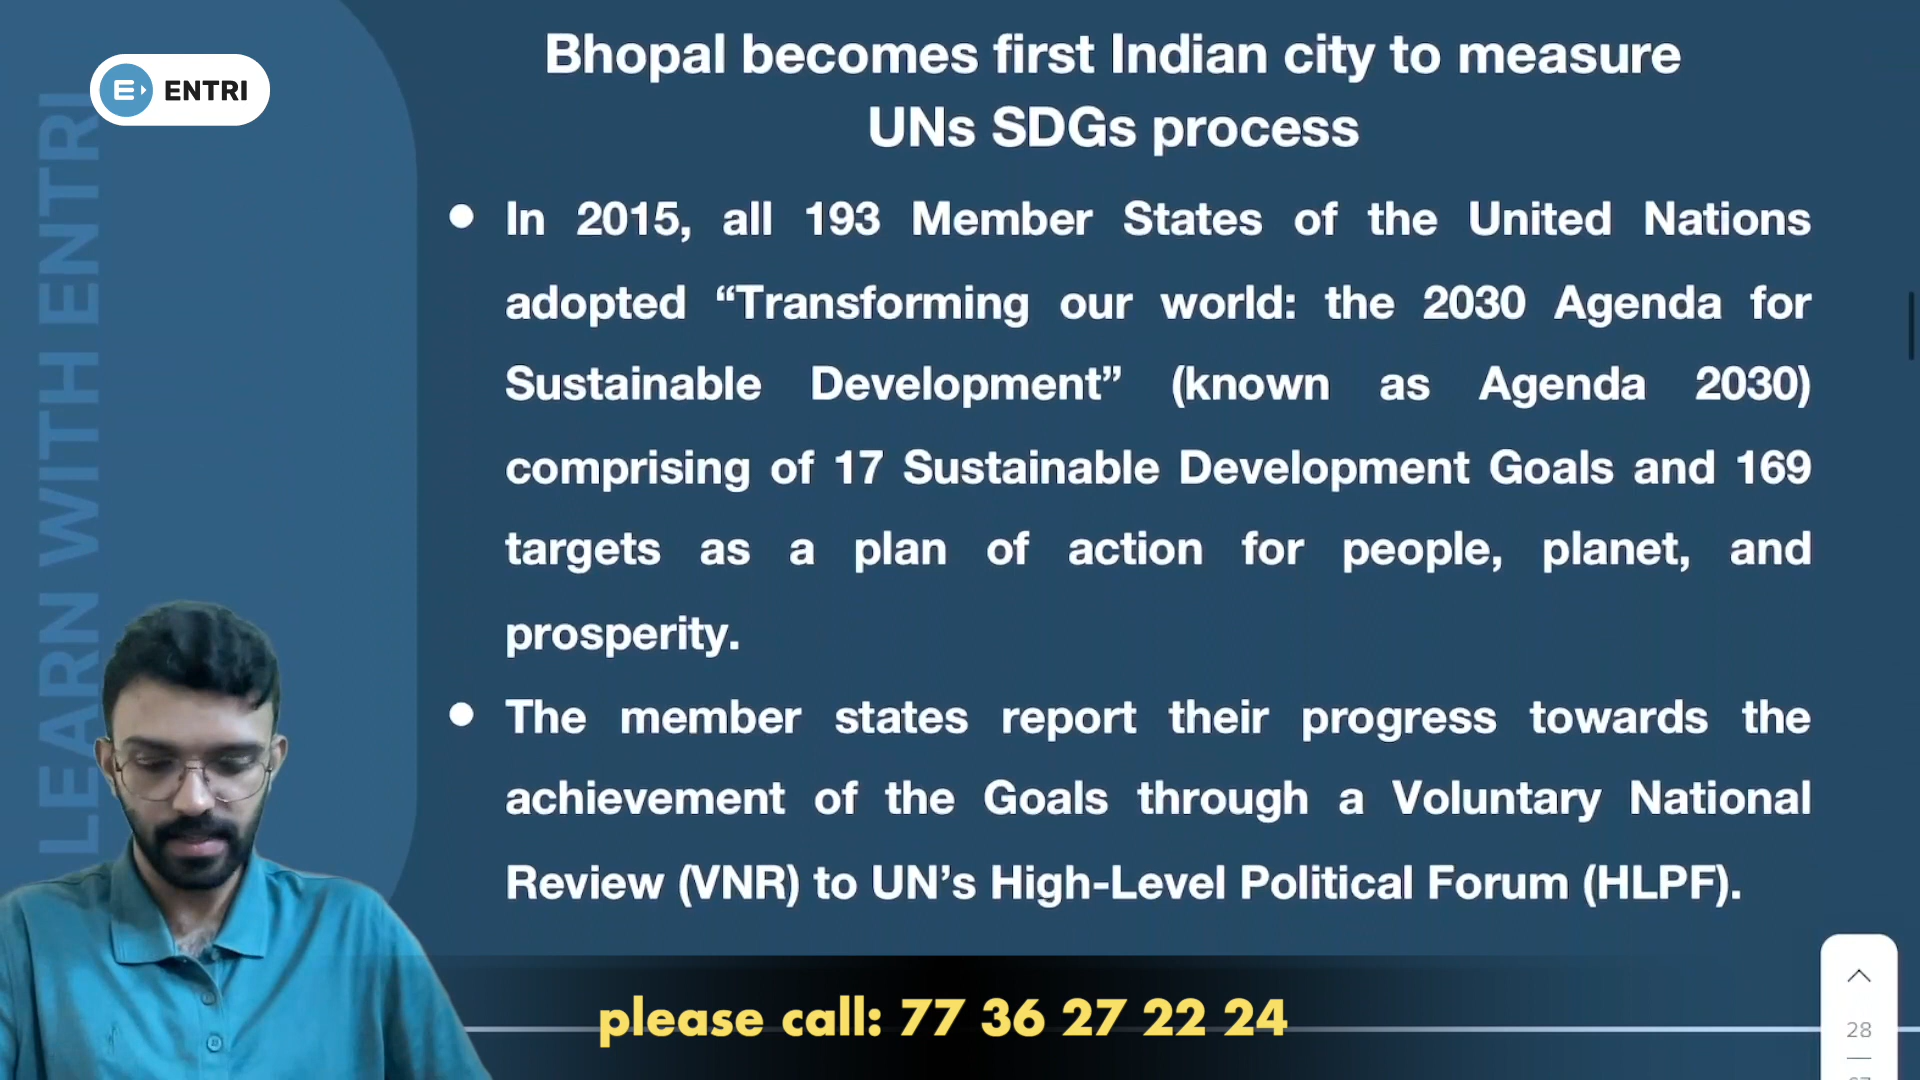 ENTRI
LEARN WITH ENTRI
Bhopal becomes first Indian city to measure
UNs SDGs process
● In 2015, all 193 Member States of the United Nations
adopted “Transforming our world: the 2030 Agenda for
Sustainable Development” (known as Agenda 2030)
comprising of 17 Sustainable Development Goals and 169
targets as a plan of action for people, planet, and
prosperity.
● The member states report their progress towards the
achievement of the Goals through a Voluntary National
Review (VNR) to UN’s High-Level Political Forum (HLPF).
please call: 77 36 27 22 24
28